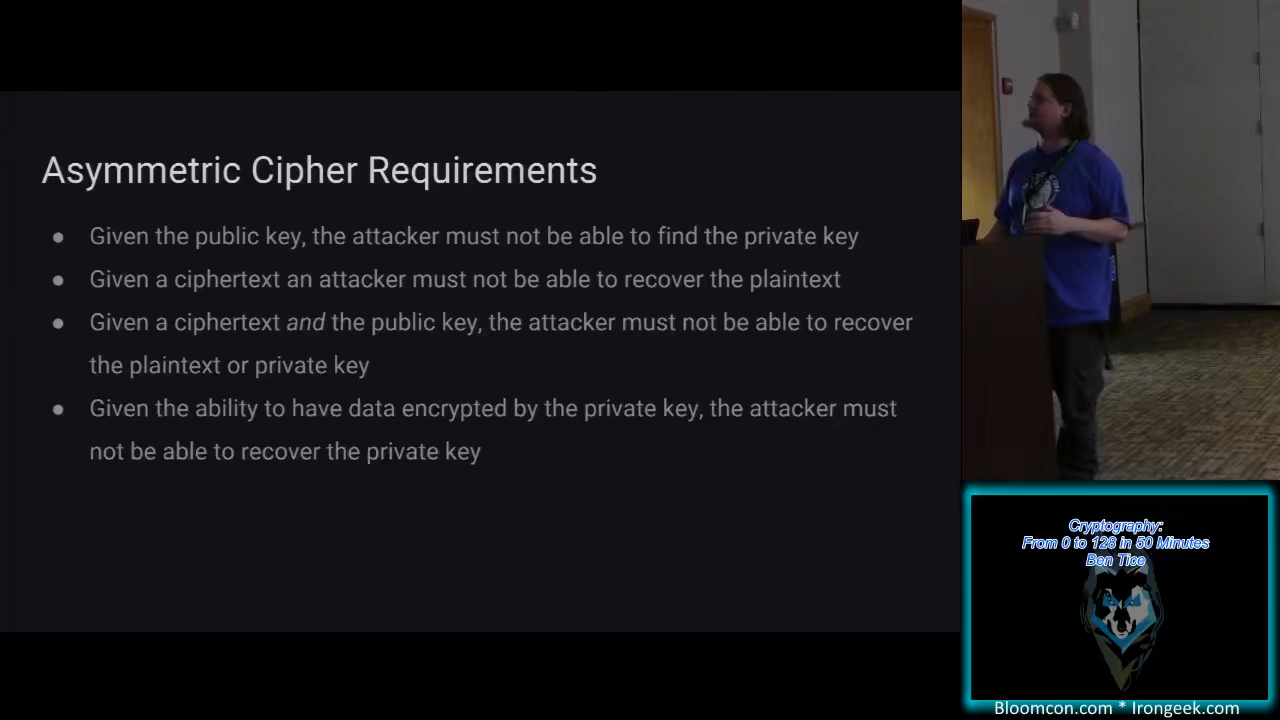 Asymmetric Cipher Requirements
● Given the public key, the attacker must not be able to find the private key
● Given a ciphertext an attacker must not be able to recover the plaintext
● Given a ciphertext and the public key, the attacker must not be able to recover
the plaintext or private key
● Given the ability to have data encrypted by the private key, the attacker must
not be able to recover the private key
Cryptography:
From 0 to 128 in 50 Minutes
Ben Tice
Bloomcon.com * Irongeek.com